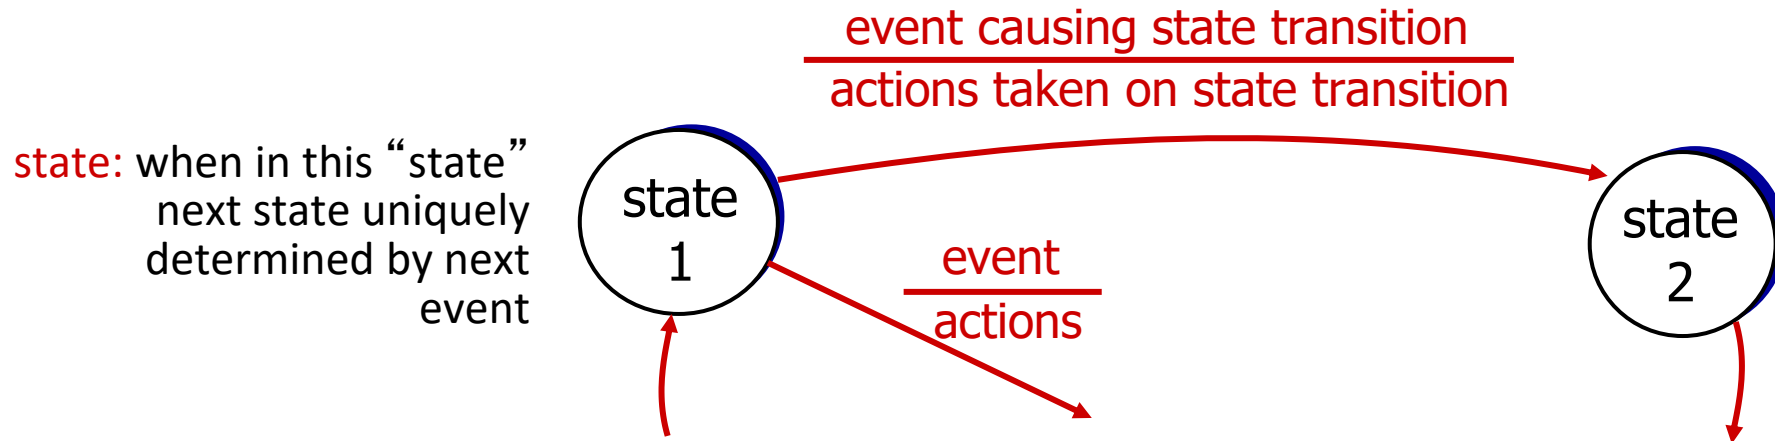 event causing state transition
actions taken on state transition
state: when in this “state”
next state uniquely
determined by next
event
state
1
event
actions
state
2